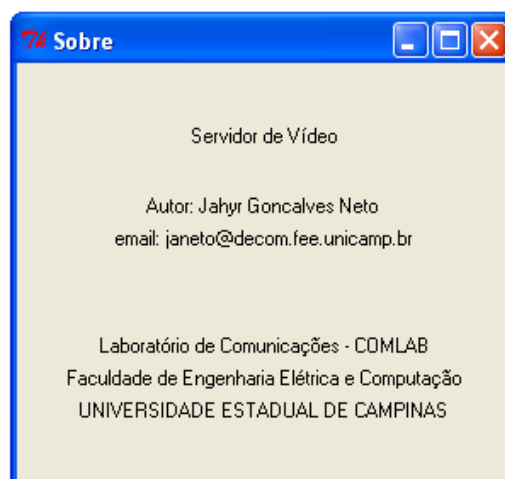 Sobre
Servidor de Vídeo
Autor: Jahyr Goncalves Neto
email: janeto@decom.fee.unicamp.br
Laboratório de Comunicações - COMLAB
Faculdade de Engenharia Elétrica e Computação
UNIVERSIDADE ESTADUAL DE CAMPINAS